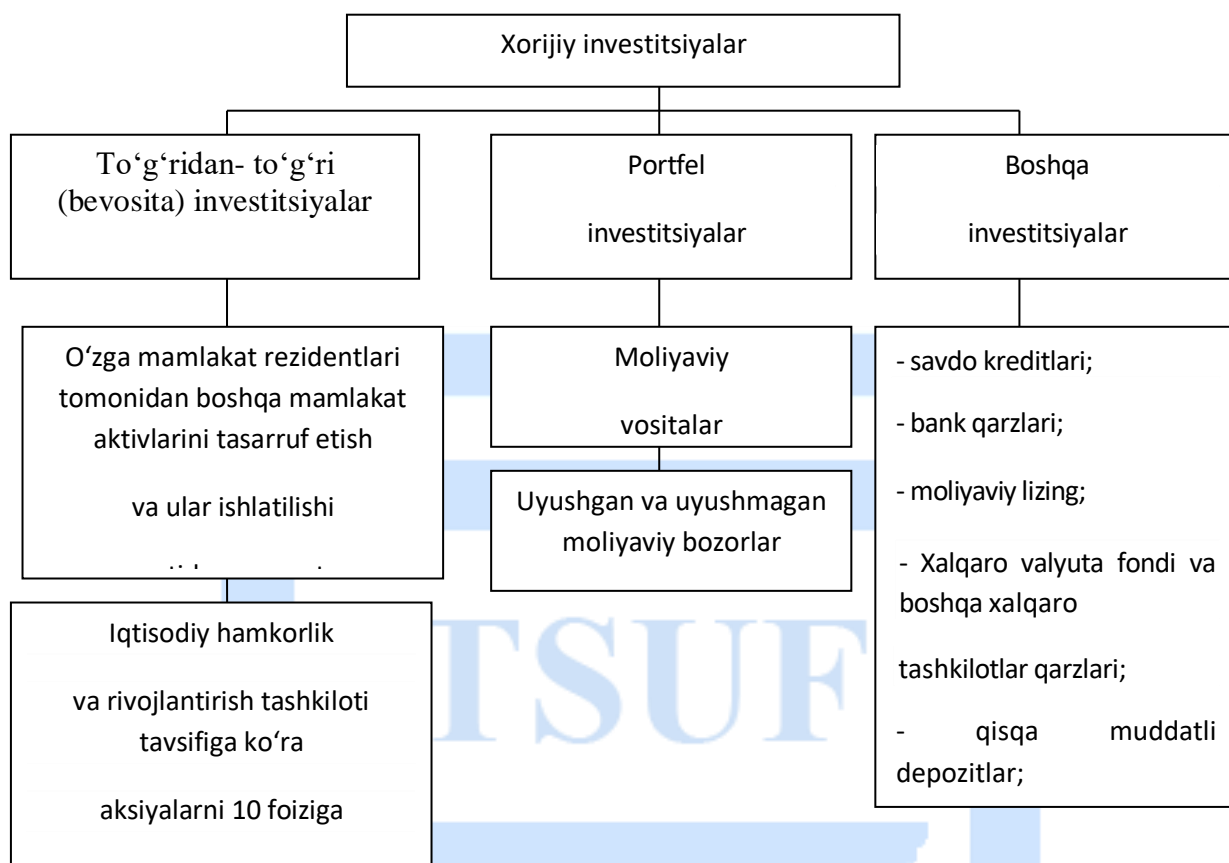 Xorijiy investitsiyalar
To‘g‘ridan- to‘g‘ri
(bevosita) investitsiyalar
Portfel
investitsiyalar
Boshqa
investitsiyalar
O‘zga mamlakat rezidentlari
tomonidan boshqa mamlakat
aktivlarini tasarruf etish
va ular ishlatilishi
Iqtisodiy hamkorlik
va rivojlantirish tashkiloti
tavsifiga ko‘ra
aksiyalarni 10 foiziga
Moliyaviy
vositalar
Uyushgan va uyushmagan
moliyaviy bozorlar
- savdo kreditlari;
- bank qarzlari;
- moliyaviy lizing;
- Xalqaro valyuta fondi va
boshqa xalqaro
tashkilotlar qarzlari;
- qisqa muddatli
depozitlar;
TSUF